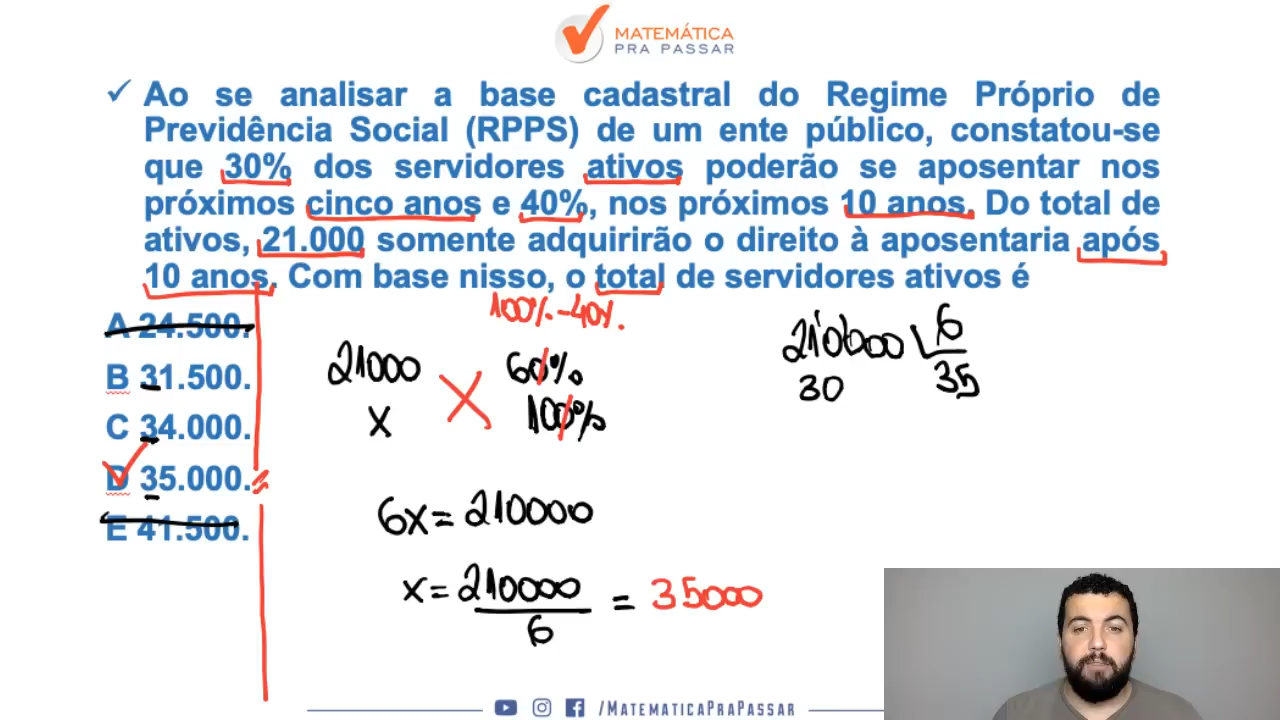 MATEMÁTICA
PRA PASSAR
✓ Ao se analisar a base cadastral do Regime Próprio de
Previdência Social (RPPS) de um ente público, constatou-se
que 30% dos servidores ativos poderão se aposentar nos
próximos cinco anos e 40%, nos próximos 10 anos. Do total de
ativos, 21.000 somente adquirirão o direito à aposentaria após
10 anos. Com base nisso, o total de servidores ativos é
A 24.500.
B 31.500.
C 34.000.
D 35.000.
E 41.500.
100% - 40%.
21000 60%
x 100%
6x = 210000
x = 210000
6
= 35000
210000 6
30 35
/MATEMATICAPRAPASSAR